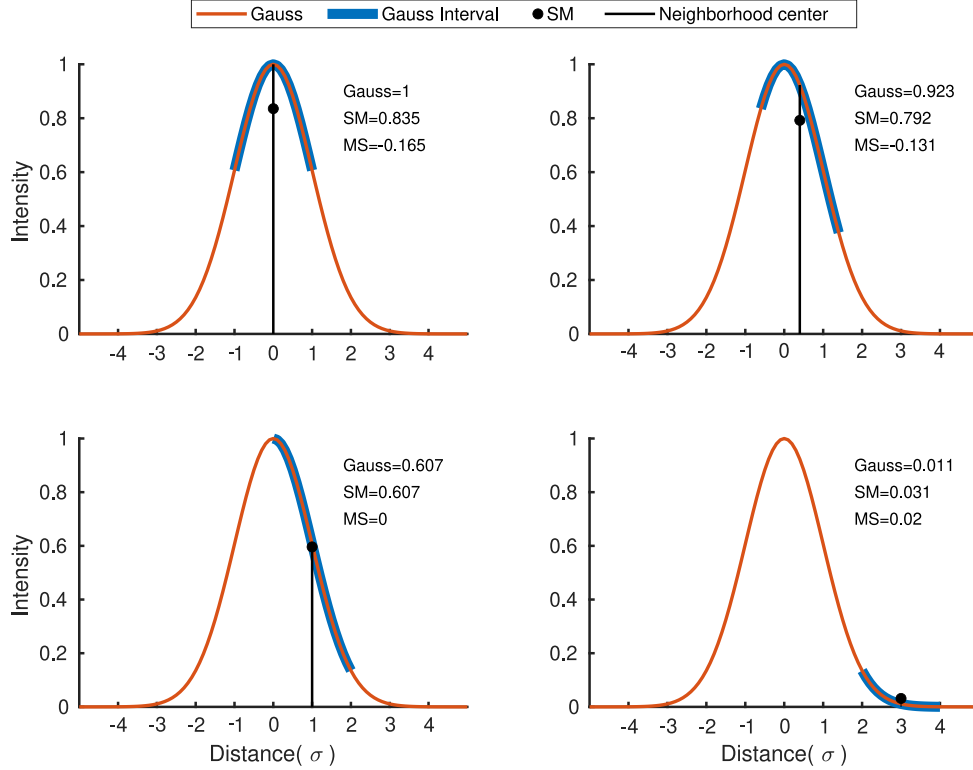 Gauss Gauss Interval SM Neighborhood center
Intensity
1
0.8
0.6
0.4
0.2
0
-4 -3 -2 -1 0 1 2 3 4
Gauss=1
SM=0.835
MS=-0.165
1
0.8
0.6
0.4
0.2
0
-4 -3 -2 -1 0 1 2 3 4
Gauss=0.923
SM=0.792
MS=-0.131
Intensity
1
0.8
0.6
0.4
0.2
0
-4 -3 -2 -1 0 1 2 3 4
Distance( σ )
Gauss=0.607
SM=0.607
MS=0
1
0.8
0.6
0.4
0.2
0
-4 -3 -2 -1 0 1 2 3 4
Distance( σ )
Gauss=0.011
SM=0.031
MS=0.02